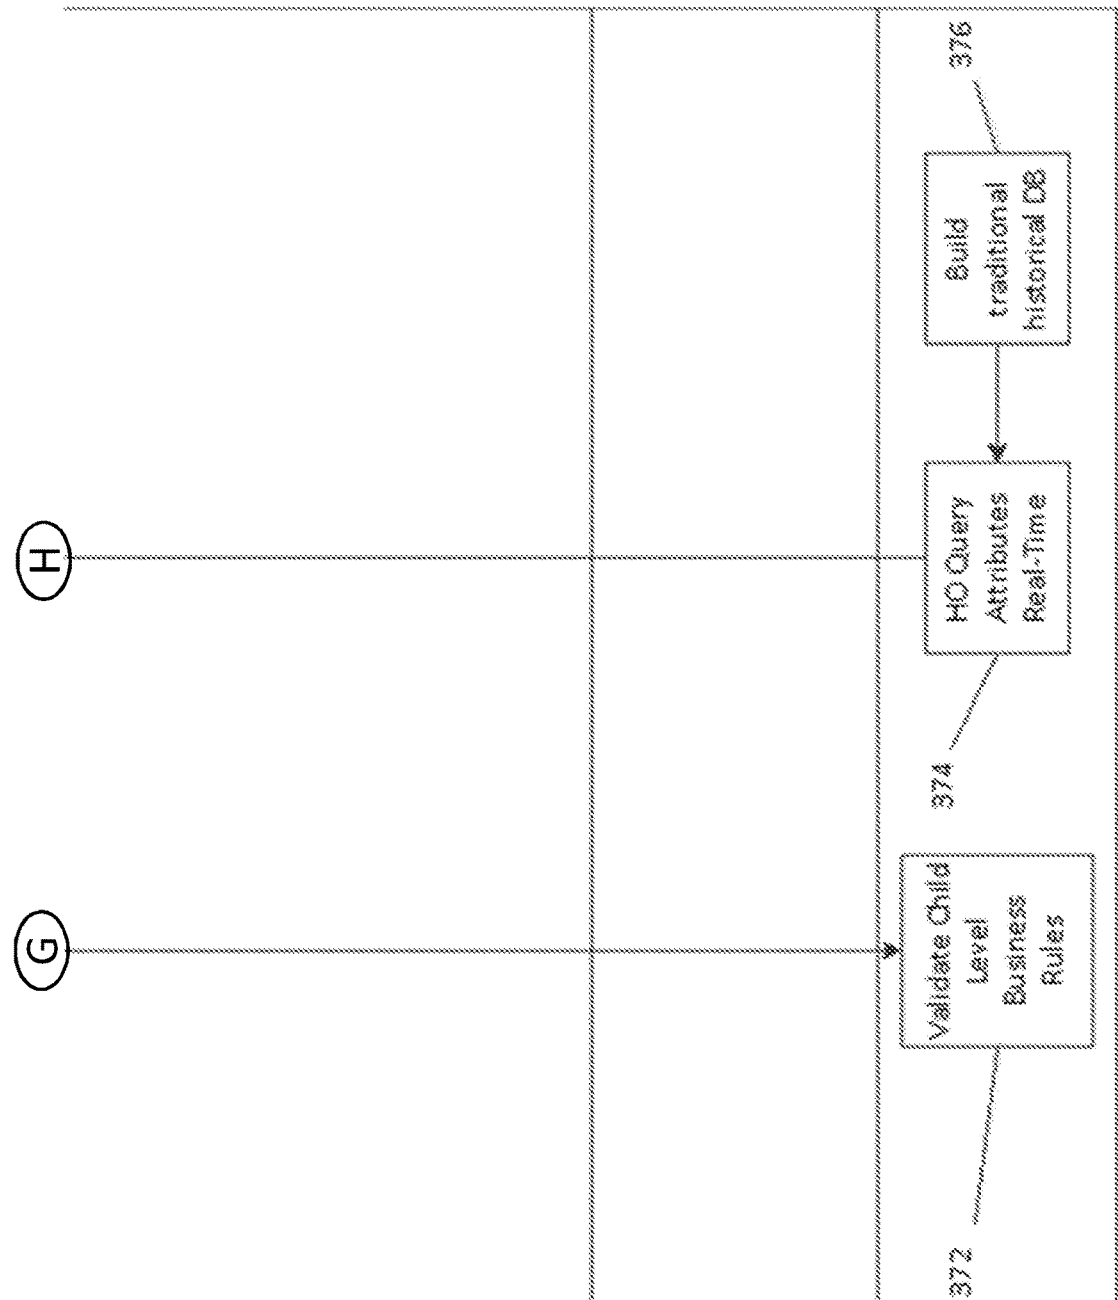 G
H
372
Validate Child
Level
Business
Rules
374
HO Query
Attributes
Real-Time
Build
traditional
historical DB
376